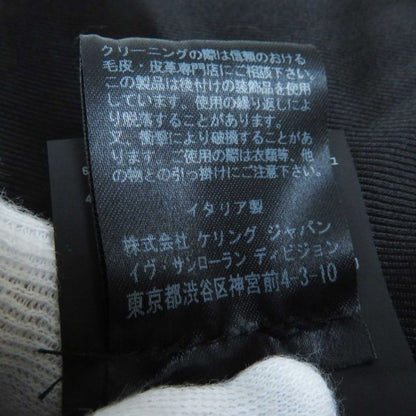 クリーニングの際は信頼のおける
毛皮・皮革専門店にご相談下さい。
この製品は後付けの装飾品を使用
しています。使用の繰り返しによ
り脱落することがあります。
又、衝撃により破損することがあ
ります。ご使用の際は衣類等、他
の物との引っ掛けにご注意下さい。
イタリア製
株式会社 ケリング ジャパン
イヴ・サンローラン ディビジョン
東京都渋谷区神宮前4-3-10